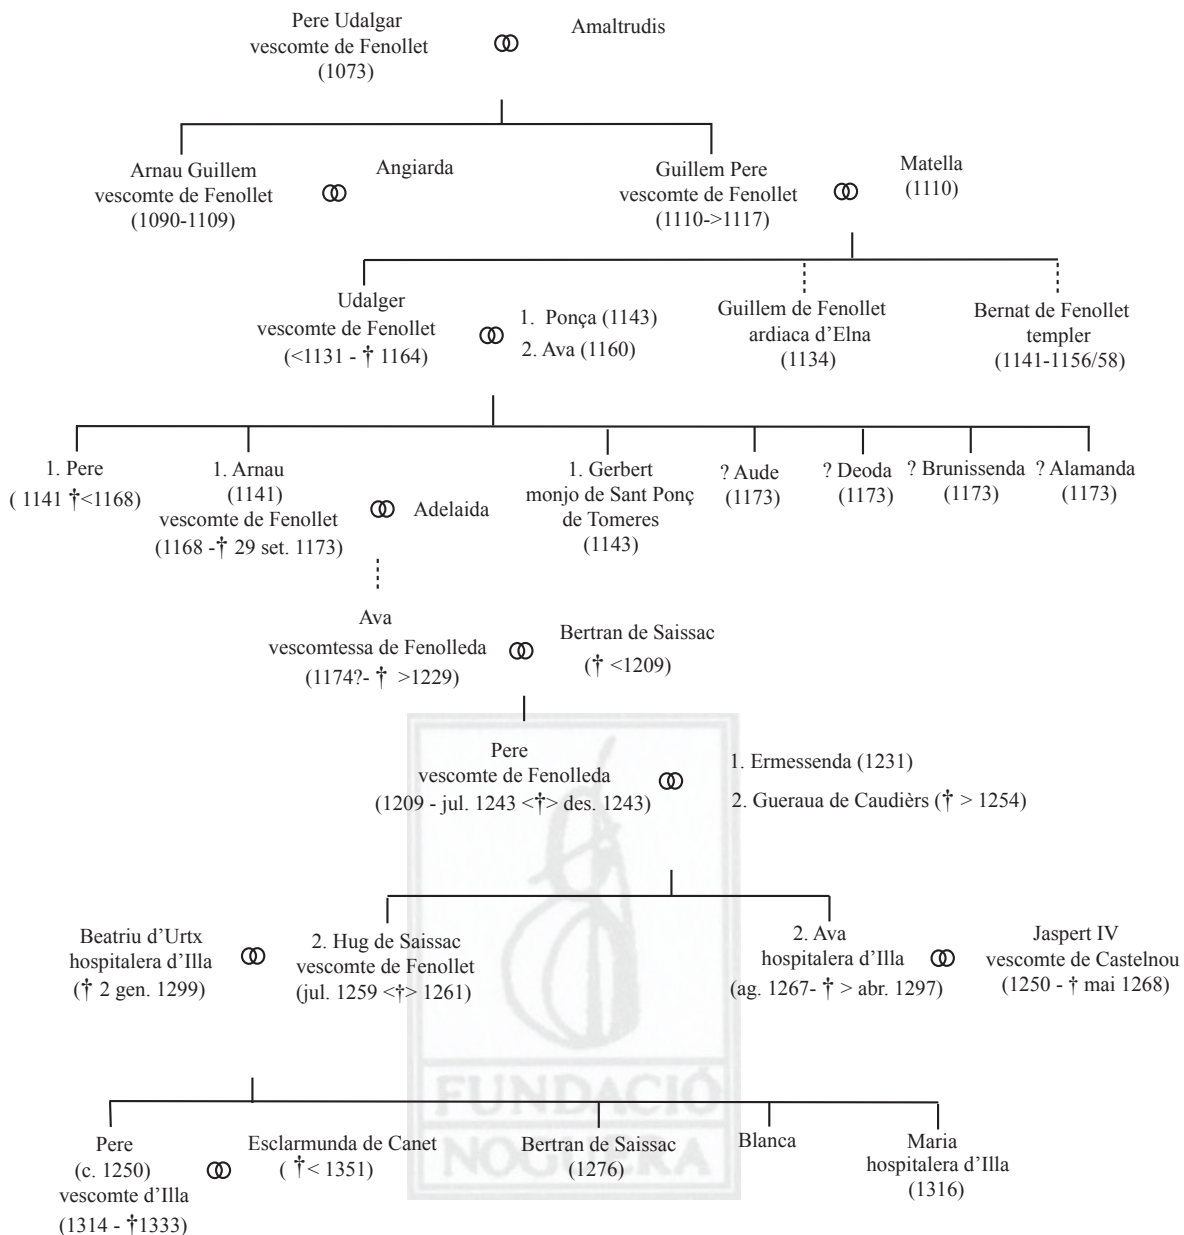 Pere Udalgar
vescomte de Fenollet
(1073)
Amaltrudis
Arnau Guillem
vescomte de Fenollet
(1090-1109)
Angiarda
Guillem Pere
vescomte de Fenollet
(1110->1117)
Matella
(1110)
Udalger
vescomte de Fenollet
(<1131 - † 1164)
1. Ponça (1143)
2. Ava (1160)
Guillem de Fenollet
ardiaca d'Elna
(1134)
Bernat de Fenollet
templer
(1141-1156/58)
1. Pere
( 1141 †<1168)
1. Arnau
(1141)
vescomte de Fenollet
(1168 -† 29 set. 1173)
Adelaida
1. Gerbert
monjo de Sant Ponç
de Tomeres
(1143)
? Aude
(1173)
? Deoda
(1173)
? Brunissenda
(1173)
? Alamanda
(1173)
Ava
vescomtessa de Fenolleda
(1174?- † >1229)
Bertran de Saissac
(† <1209)
Pere
vescomte de Fenolleda
(1209 - jul. 1243 <†> des. 1243)
1. Ermessenda (1231)
2. Gueraua de Caudièrs († > 1254)
Beatriu d'Urtx
hospitalera d'Illa
(† 2 gen. 1299)
2. Hug de Saissac
vescomte de Fenollet
(jul. 1259 <†> 1261)
2. Ava
hospitalera d'Illa
(ag. 1267- † > abr. 1297)
Jaspert IV
vescomte de Castelnou
(1250 - † mai 1268)
Pere
(c. 1250)
vescomte d'Illa
(1314 - †1333)
Esclarmunda de Canet
( †< 1351)
Bertran de Saissac
(1276)
Blanca
Maria
hospitalera d'Illa
(1316)
FUNDACIÓ
NOGUERA